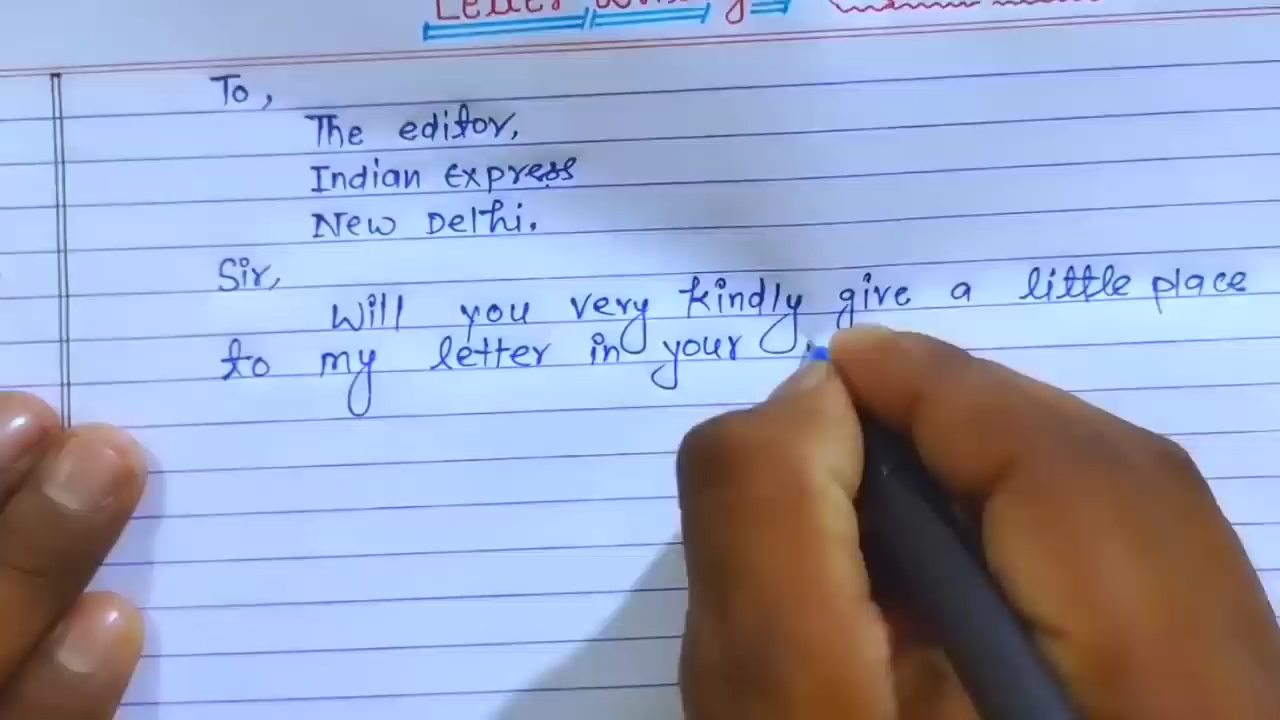 Letter
To,
The editor,
Indian Express
New Delhi.
Sir,
Will you very kindly give a little place
to my letter in your